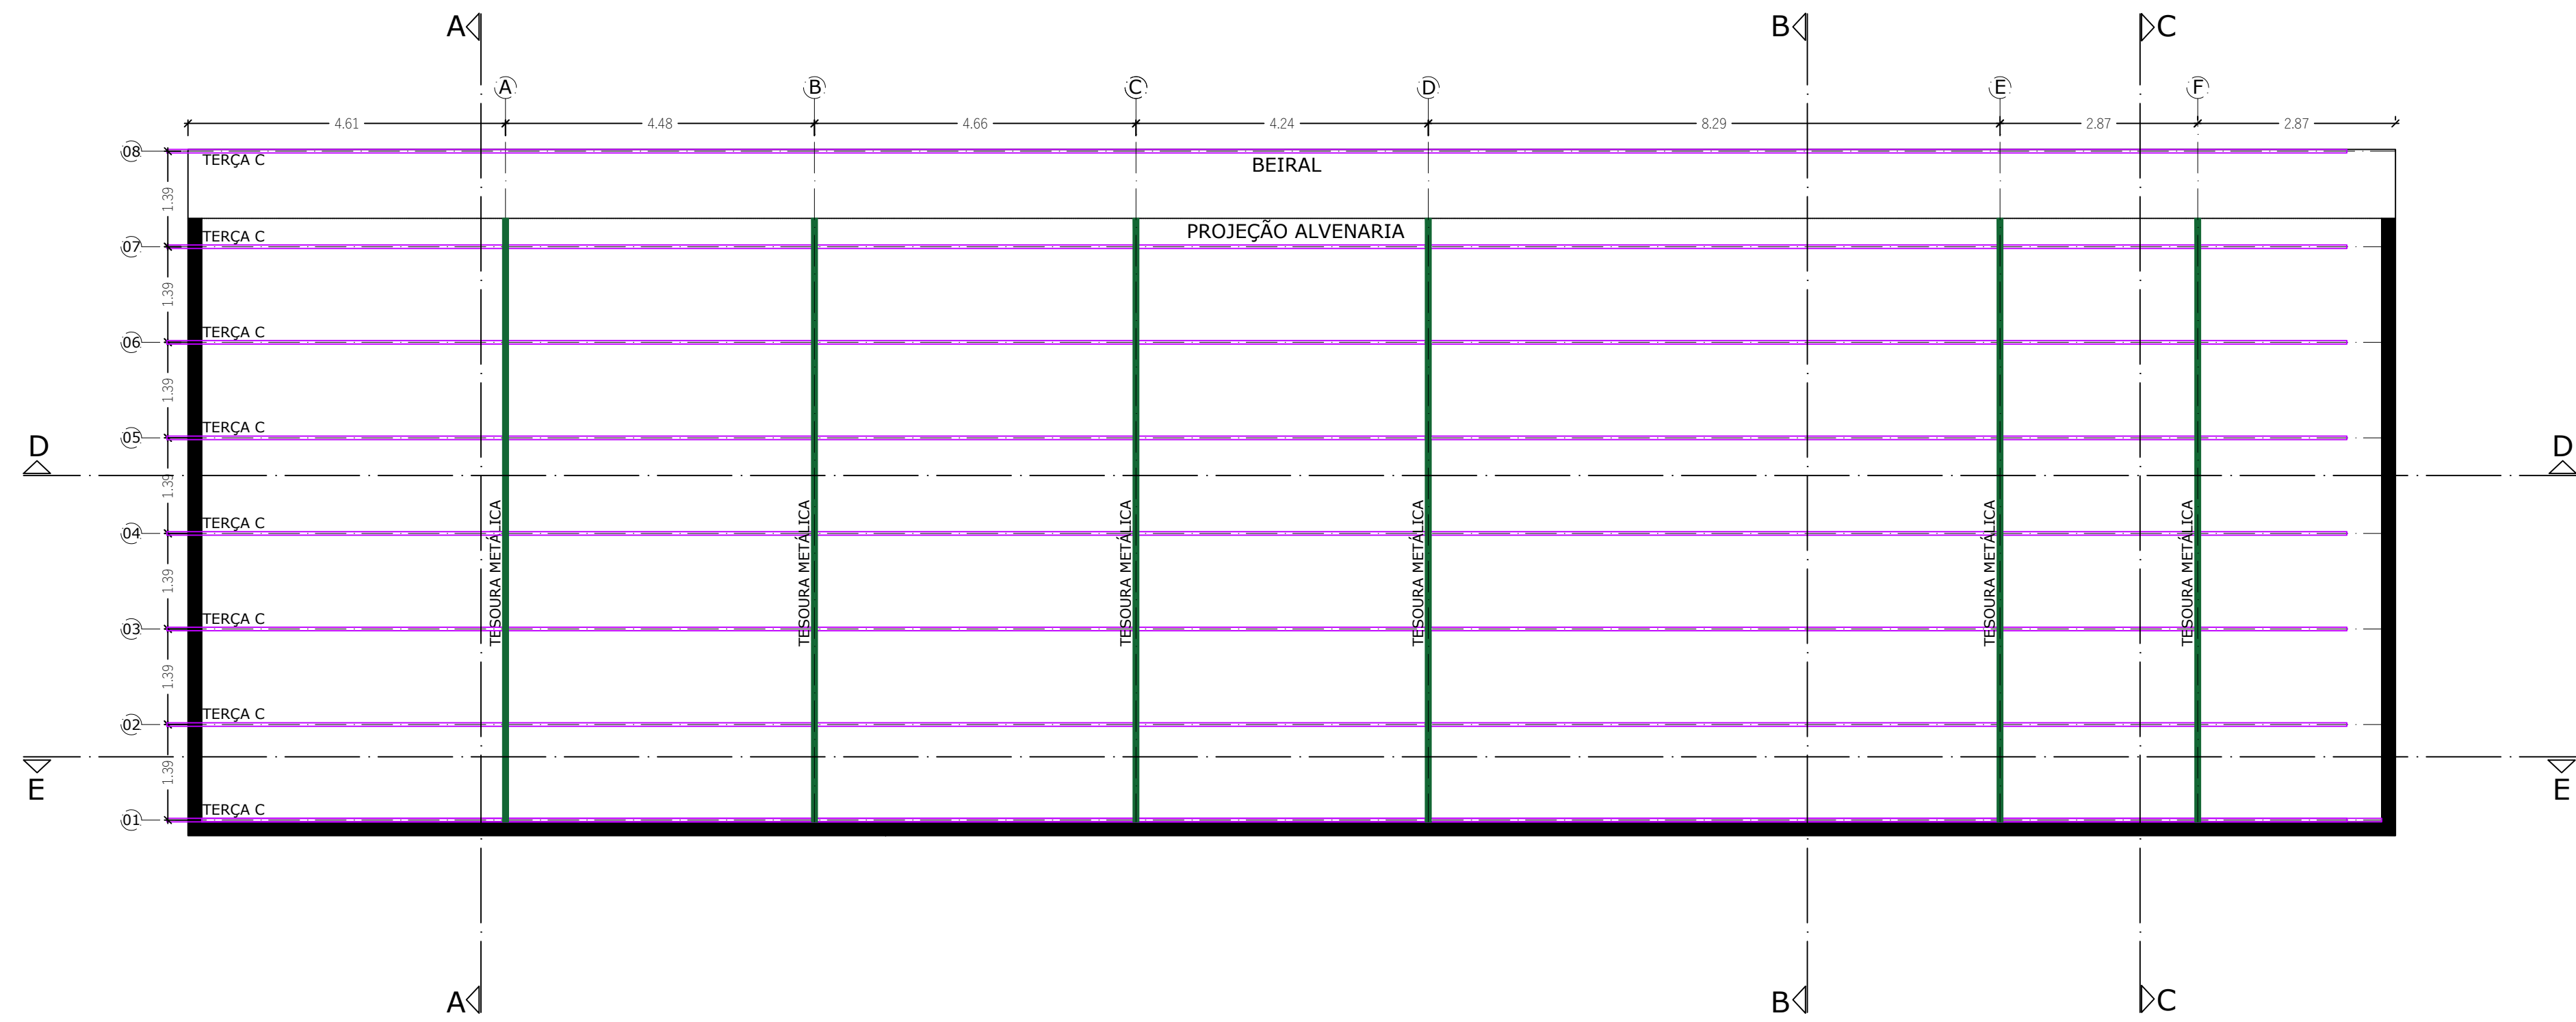 A B C
A B C D E F
4.61 4.48 4.66 4.24 8.29 2.87 2.87
08
TERÇA C
BEIRAL
1.39
PROJEÇÃO ALVENARIA
TERÇA C
07
1.39
TERÇA C
06
1.39
TERÇA C
05
D D
1.39
TERÇA C
04
TESOURA METÁLICA
TESOURA METÁLICA
TESOURA METÁLICA
TESOURA METÁLICA
TESOURA METÁLICA
TESOURA METÁLICA
1.39
TERÇA C
03
1.39
TERÇA C
02
1.39
E E
TERÇA C
01
A B C